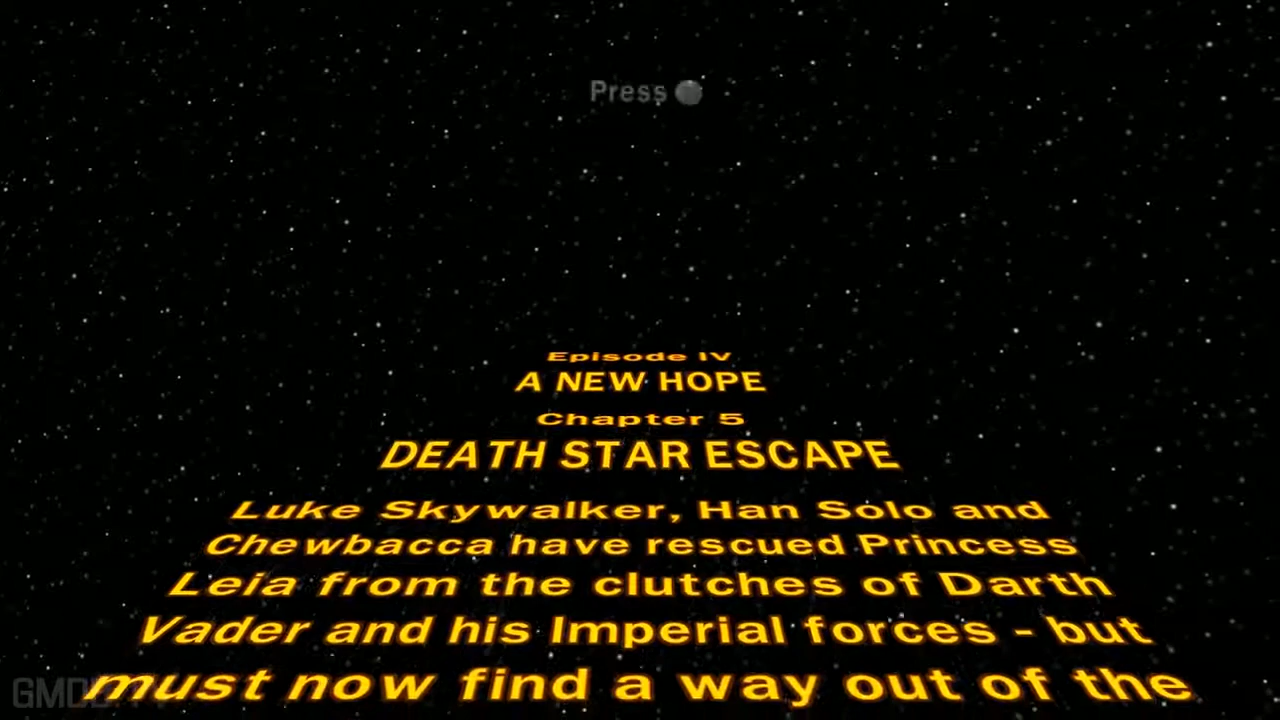 Press
Episode IV
A NEW HOPE
Chapter 5
DEATH STAR ESCAPE
Luke Skywalker, Han Solo and
Chewbacca have rescued Princess
Leia from the clutches of Darth
Vader and his Imperial forces - but
must now find a way out of the